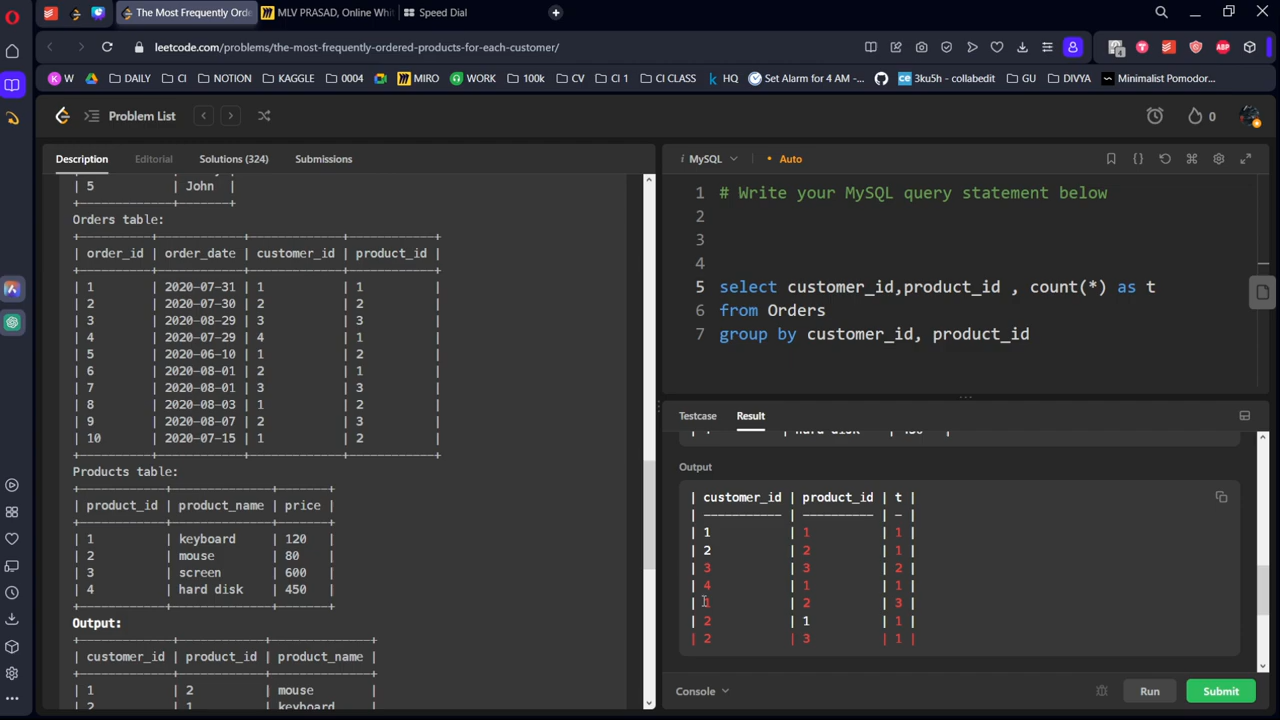 The Most Frequently Orde
MLV PRASAD, Online Whit
Speed Dial
leetcode.com/problems/the-most-frequently-ordered-products-for-each-customer/
W
DAILY
CI
NOTION
KAGGLE
0004
MIRO
WORK
100k
CV
CI 1
CI CLASS
HQ
Set Alarm for 4 AM -...
3ku5h - collabedit
GU
DIVYA
Minimalist Pomodor...
Problem List
0
Description
Editorial
Solutions (324)
Submissions
| 5 | John |
+-------------+-------+
Orders table:
+----------+------------+-------------+------------+
| order_id | order_date | customer_id | product_id |
+----------+------------+-------------+------------+
| 1 | 2020-07-31 | 1 | 1 |
| 2 | 2020-07-30 | 2 | 2 |
| 3 | 2020-08-29 | 3 | 3 |
| 4 | 2020-07-29 | 4 | 1 |
| 5 | 2020-06-10 | 1 | 2 |
| 6 | 2020-08-01 | 2 | 1 |
| 7 | 2020-08-01 | 3 | 3 |
| 8 | 2020-08-03 | 1 | 2 |
| 9 | 2020-08-07 | 2 | 3 |
| 10 | 2020-07-15 | 1 | 2 |
+----------+------------+-------------+------------+
Products table:
+------------+--------------+-------+
| product_id | product_name | price |
+------------+--------------+-------+
| 1 | keyboard | 120 |
| 2 | mouse | 80 |
| 3 | screen | 600 |
| 4 | hard disk | 450 |
+------------+--------------+-------+
Output:
+-------------+------------+--------------+
| customer_id | product_id | product_name |
+-------------+------------+--------------+
| 1 | 2 | mouse |
| 2 | 1 | keyboard |
MySQL
Auto
1 # Write your MySQL query statement below
2
3
4
5 select customer_id,product_id , count(*) as t
6 from Orders
7 group by customer_id, product_id
Testcase
Result
| 4 | hard disk | 450 |
Output
| customer_id | product_id | t |
| ----------- | ---------- | - |
| 1 | 1 | 1 |
| 2 | 2 | 1 |
| 3 | 3 | 2 |
| 4 | 1 | 1 |
| 1 | 2 | 3 |
| 2 | 1 | 1 |
| 2 | 3 | 1 |
Console
Run
Submit